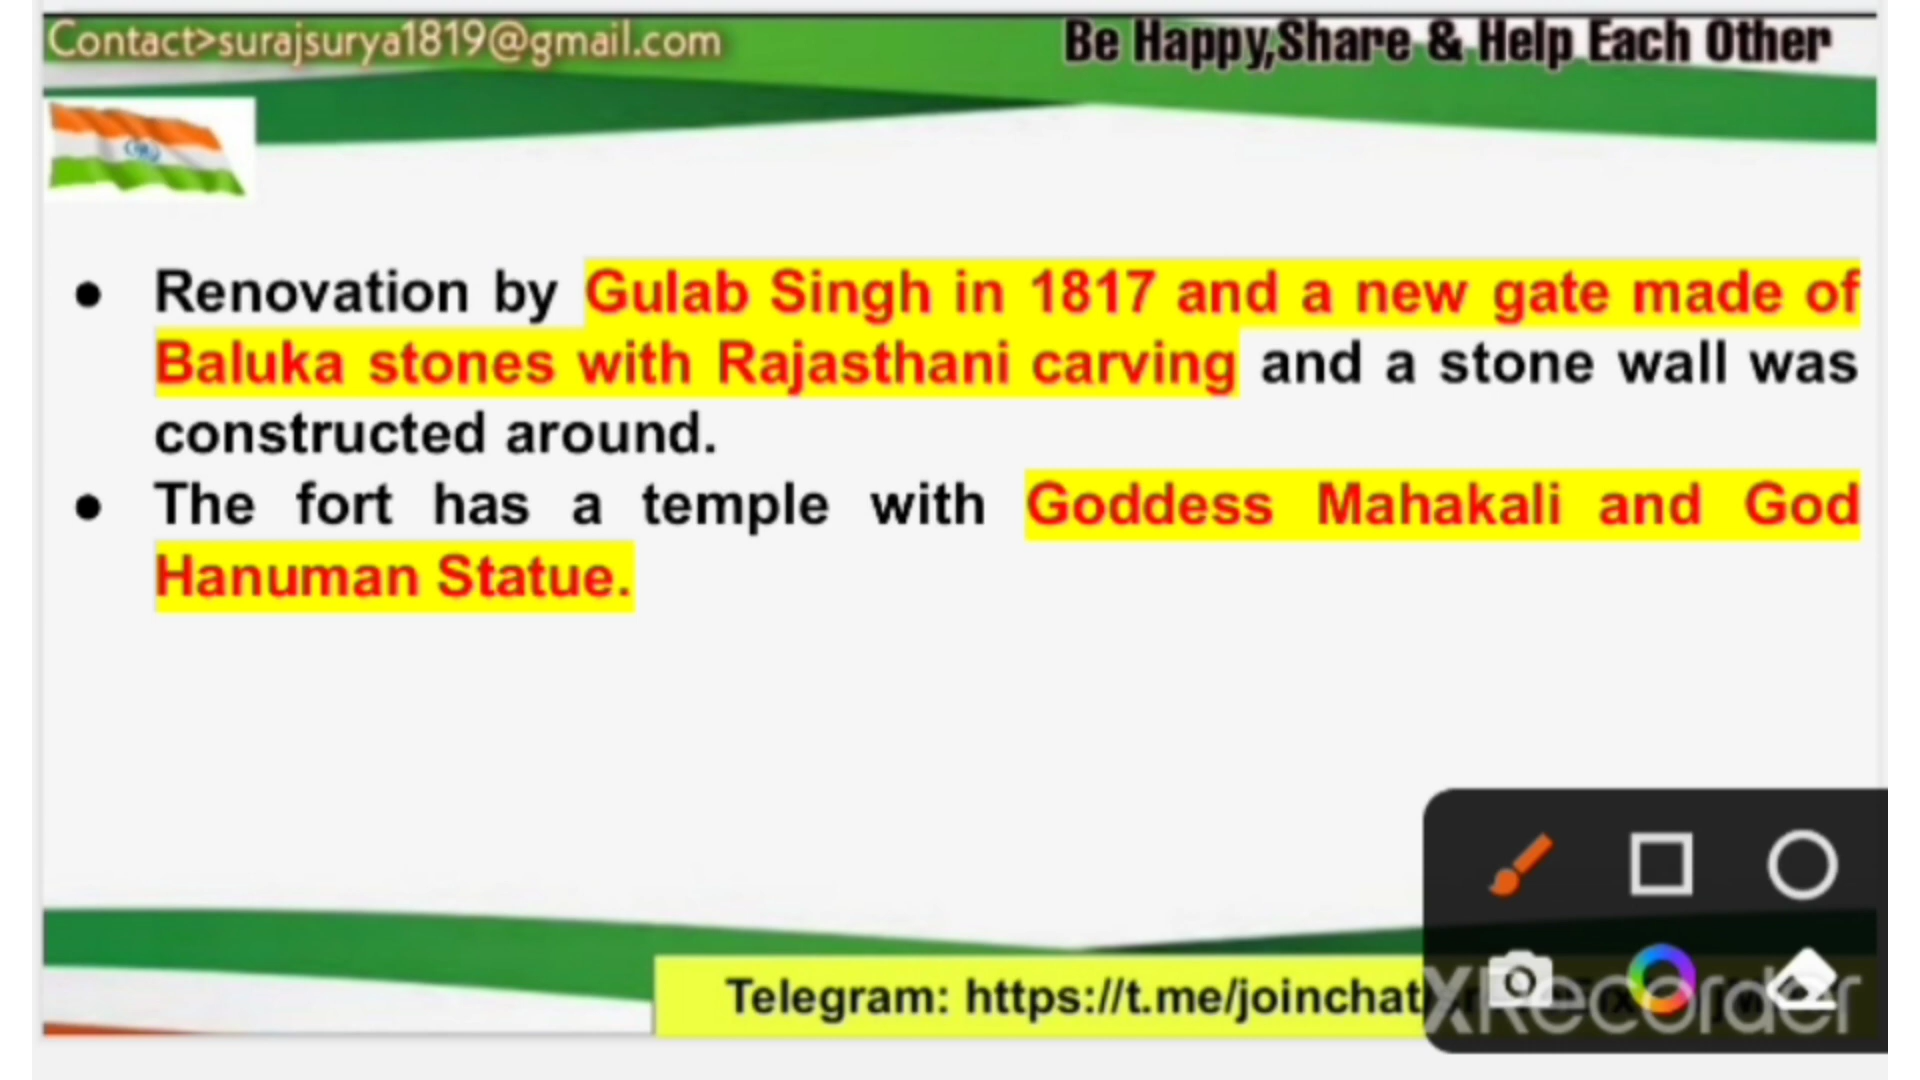 Contact>surajsurya1819@gmail.com
Be Happy,Share & Help Each Other
● Renovation by Gulab Singh in 1817 and a new gate made of
Baluka stones with Rajasthani carving and a stone wall was
constructed around.
● The fort has a temple with Goddess Mahakali and God
Hanuman Statue.
Telegram: https://t.me/joinchat
XRecorder